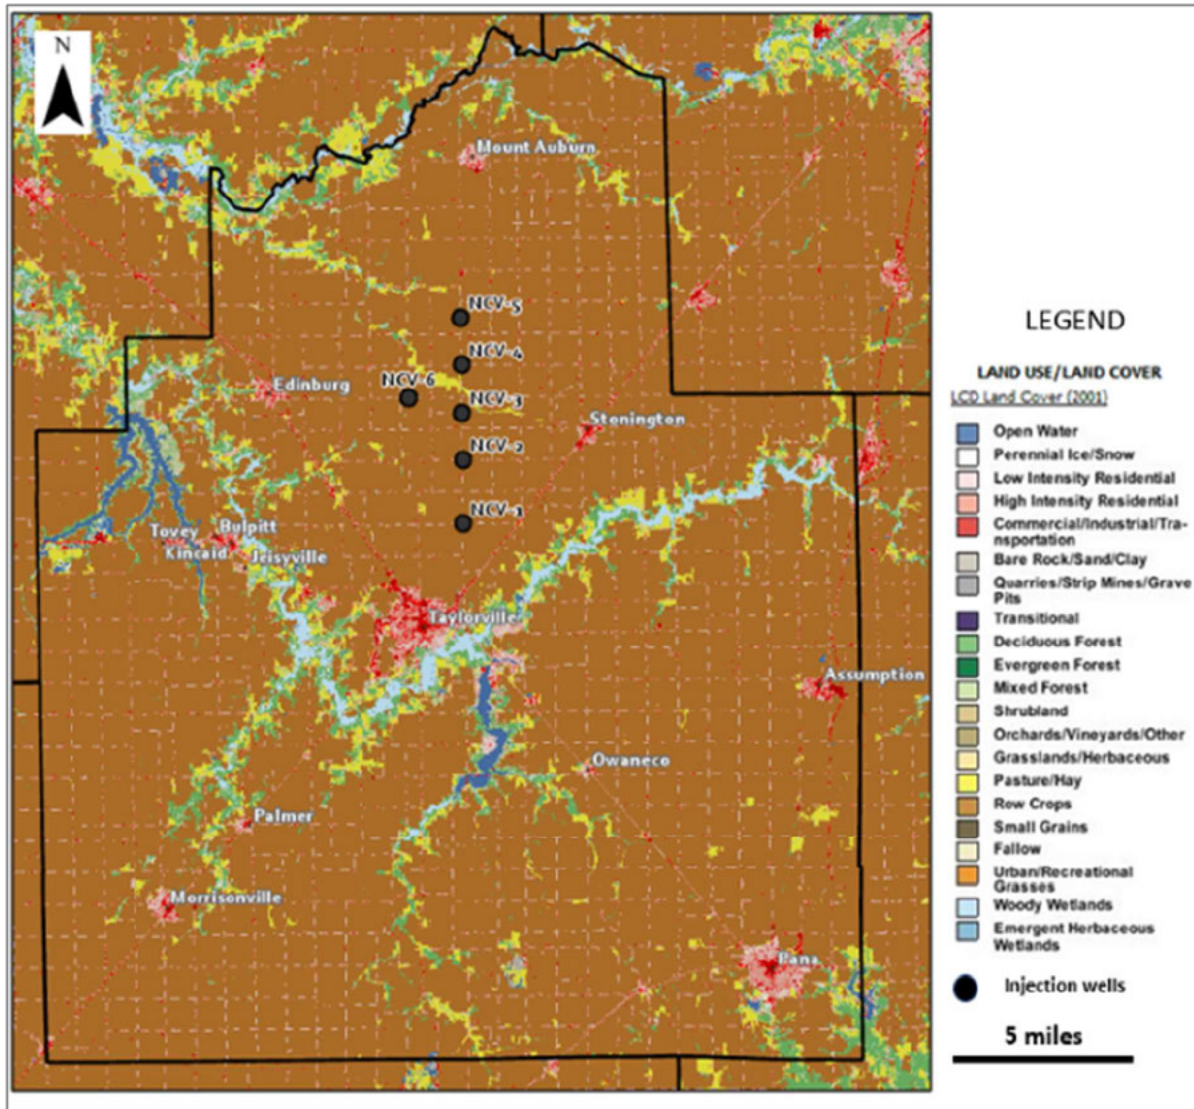 N
Mount Auburn
NCV-5
NCV-4
NCV-6
Edinburg
NCV-3
Stonington
NCV-2
NCV-1
Tovey
Bulpitt
Kincaid
Jeisyville
Taylorville
Assumption
Owaneco
Palmer
Morrisonville
Pana
LEGEND
LAND USE/LAND COVER
LCD Land Cover (2001)
Open Water
Perennial Ice/Snow
Low Intensity Residential
High Intensity Residential
Commercial/Industrial/Tra-
nsportation
Bare Rock/Sand/Clay
Quarries/Strip Mines/Grave
Pits
Transitional
Deciduous Forest
Evergreen Forest
Mixed Forest
Shrubland
Orchards/Vineyards/Other
Grasslands/Herbaceous
Pasture/Hay
Row Crops
Small Grains
Fallow
Urban/Recreational
Grasses
Woody Wetlands
Emergent Herbaceous
Wetlands
Injection wells
5 miles